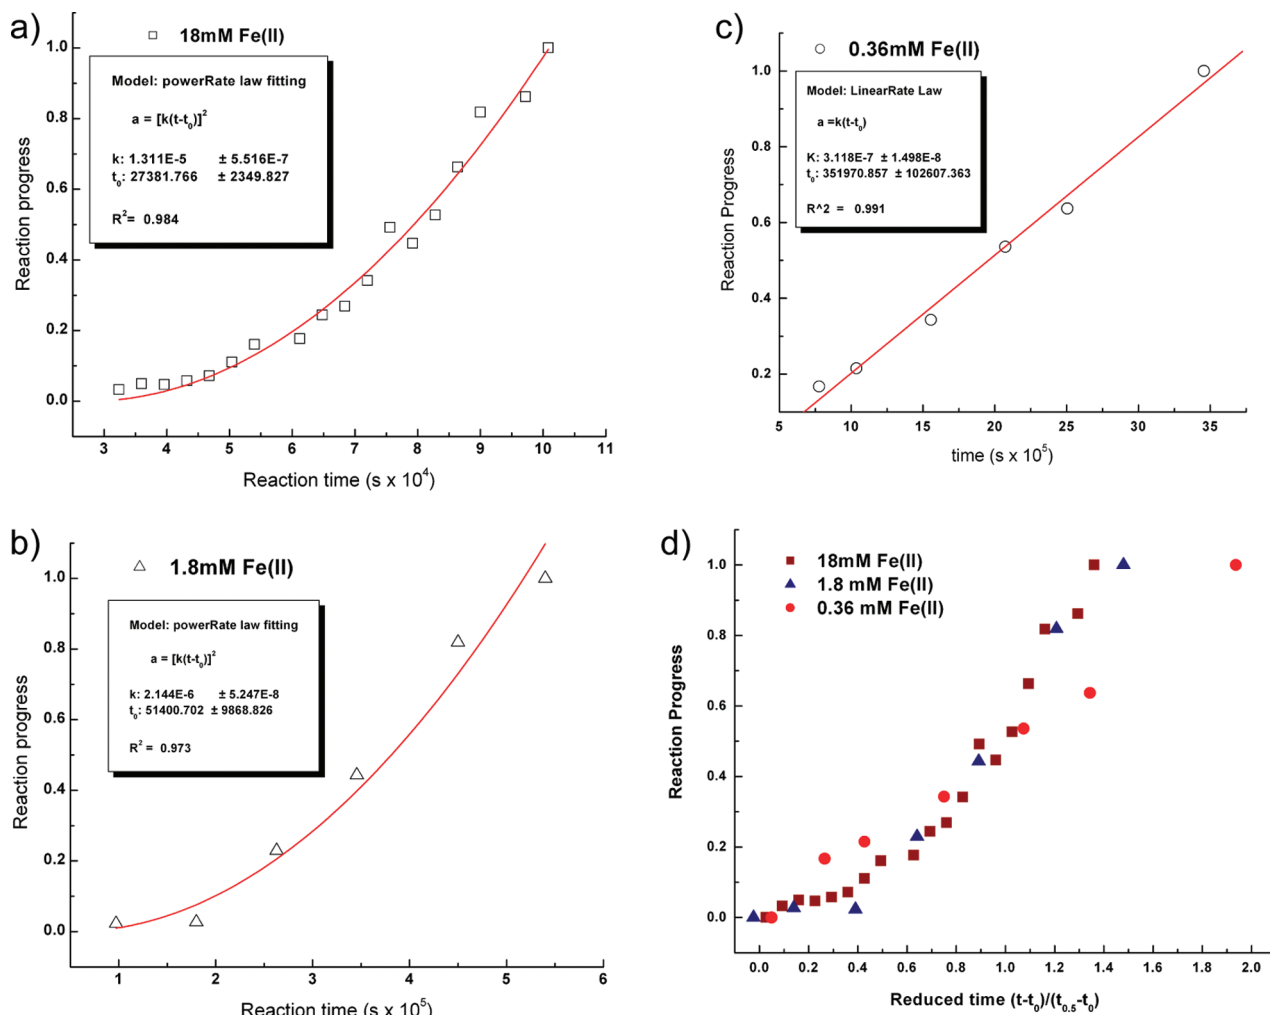 a)
18mM Fe(II)
Model: powerRate law fitting
a = [k(t-t₀)]²
k: 1.311E-5 ± 5.516E-7
t₀: 27381.766 ± 2349.827
R²= 0.984
Reaction progress
1.0
0.8
0.6
0.4
0.2
0.0
3 4 5 6 7 8 9 10 11
Reaction time (s x 10⁴)
c)
0.36mM Fe(II)
Model: LinearRate Law
a =k(t-t₀)
K: 3.118E-7 ± 1.498E-8
t₀: 351970.857 ± 102607.363
R^2 = 0.991
Reaction Progress
1.0
0.8
0.6
0.4
0.2
5 10 15 20 25 30 35
time (s x 10⁵)
b)
1.8mM Fe(II)
Model: powerRate law fitting
a = [k(t-t₀)]²
k: 2.144E-6 ± 5.247E-8
t₀: 51400.702 ± 9868.826
R² = 0.973
Reaction progress
1.0
0.8
0.6
0.4
0.2
0.0
1 2 3 4 5 6
Reaction time (s x 10⁵)
d)
18mM Fe(II)
1.8 mM Fe(II)
0.36 mM Fe(II)
Reaction Progress
1.0
0.8
0.6
0.4
0.2
0.0
0.0 0.2 0.4 0.6 0.8 1.0 1.2 1.4 1.6 1.8 2.0
Reduced time (t-t₀)/(t₀.₅-t₀)